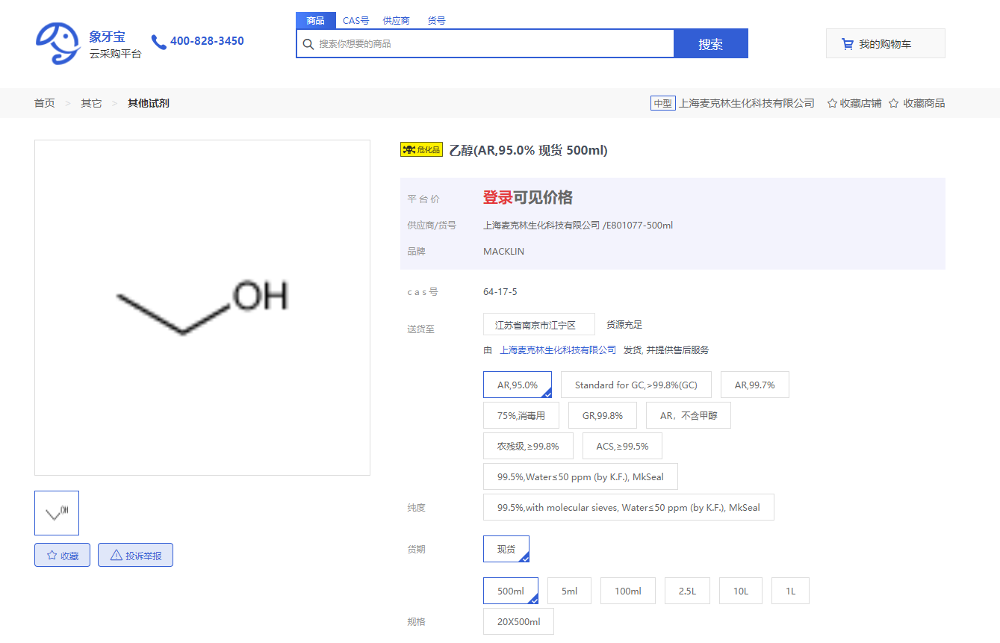 商品 CAS号 供应商 货号
象牙宝
云采购平台
400-828-3450
搜索你想要的商品
搜索
我的购物车
首页 > 其它 > 其他试剂
中型 上海麦克林生化科技有限公司 收藏店铺 收藏商品
危化品 乙醇(AR,95.0% 现货 500ml)
平台价 登录可见价格
供应商/货号 上海麦克林生化科技有限公司 /E801077-500ml
品牌 MACKLIN
OH
cas号 64-17-5
送货至 江苏省南京市江宁区 货源充足
由 上海麦克林生化科技有限公司 发货, 并提供售后服务
AR,95.0% Standard for GC,>99.8%(GC) AR,99.7%
75%,消毒用 GR,99.8% AR，不含甲醇
农残级,≥99.8% ACS,≥99.5%
99.5%,Water≤50 ppm (by K.F.), MkSeal
纯度 99.5%,with molecular sieves, Water≤50 ppm (by K.F.), MkSeal
OH
收藏 投诉举报
货期 现货
500ml 5ml 100ml 2.5L 10L 1L
规格 20X500ml